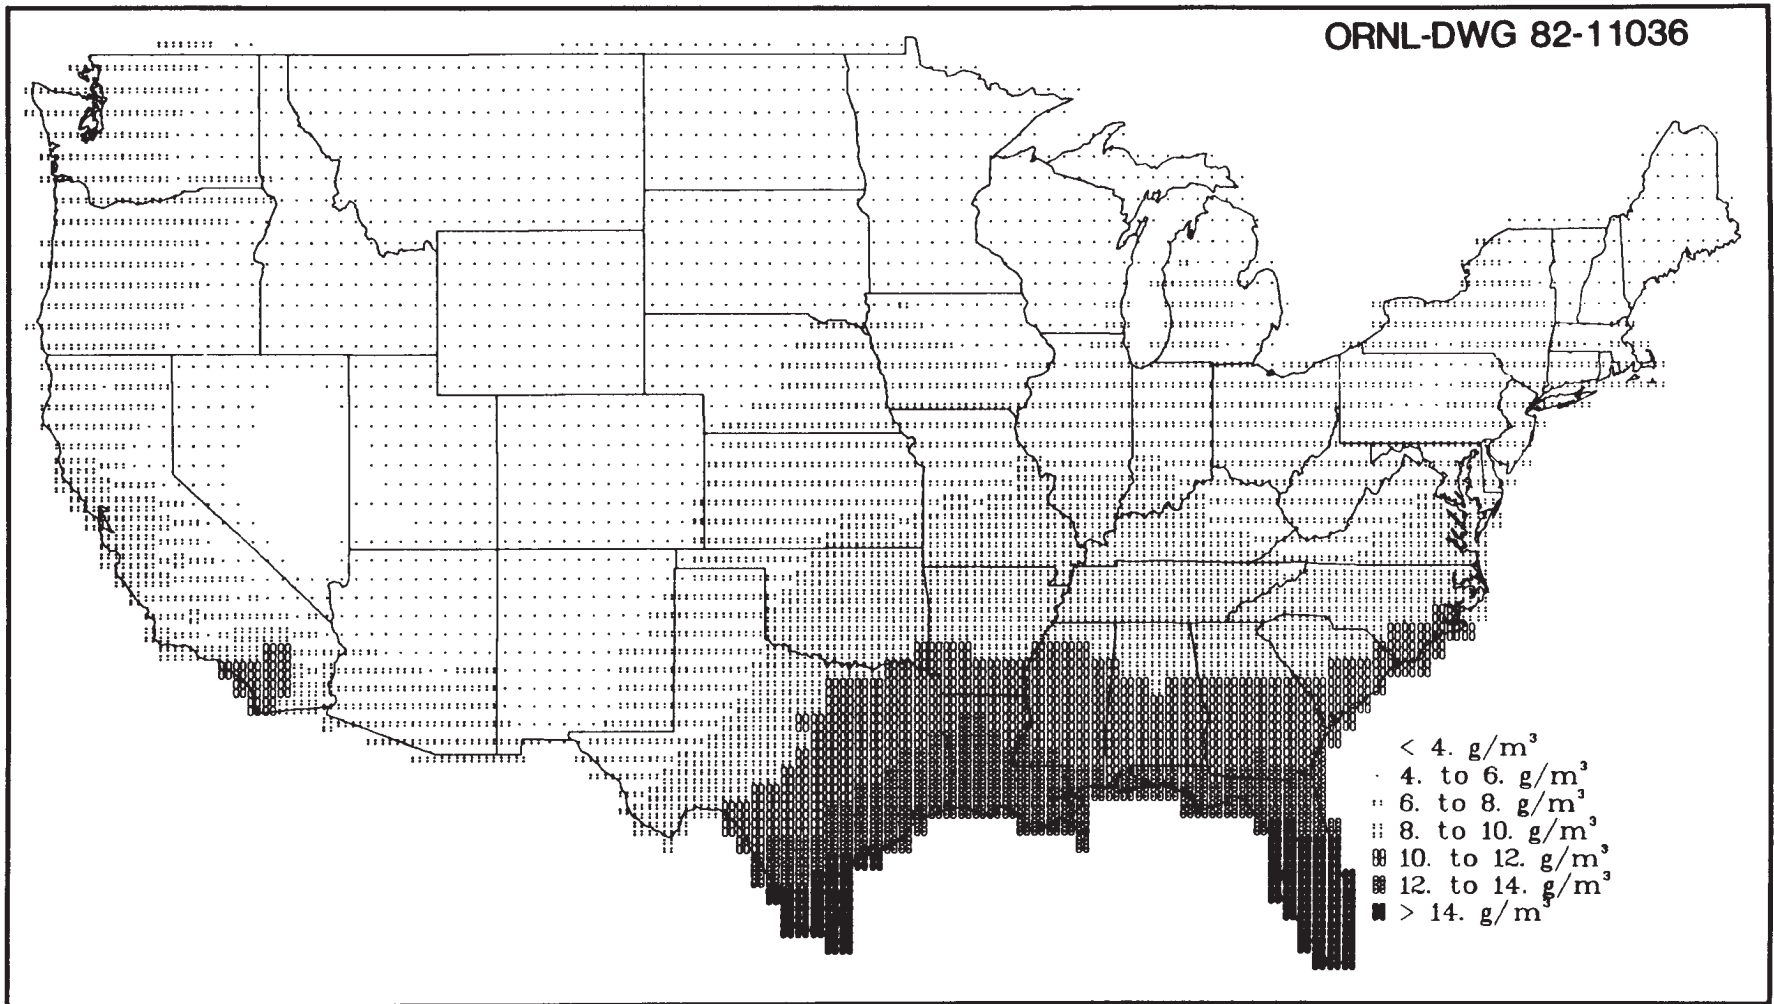 ORNL-DWG 82-11036
< 4. g/m³
4. to 6. g/m³
6. to 8. g/m³
8. to 10. g/m³
10. to 12. g/m³
12. to 14. g/m³
> 14. g/m³